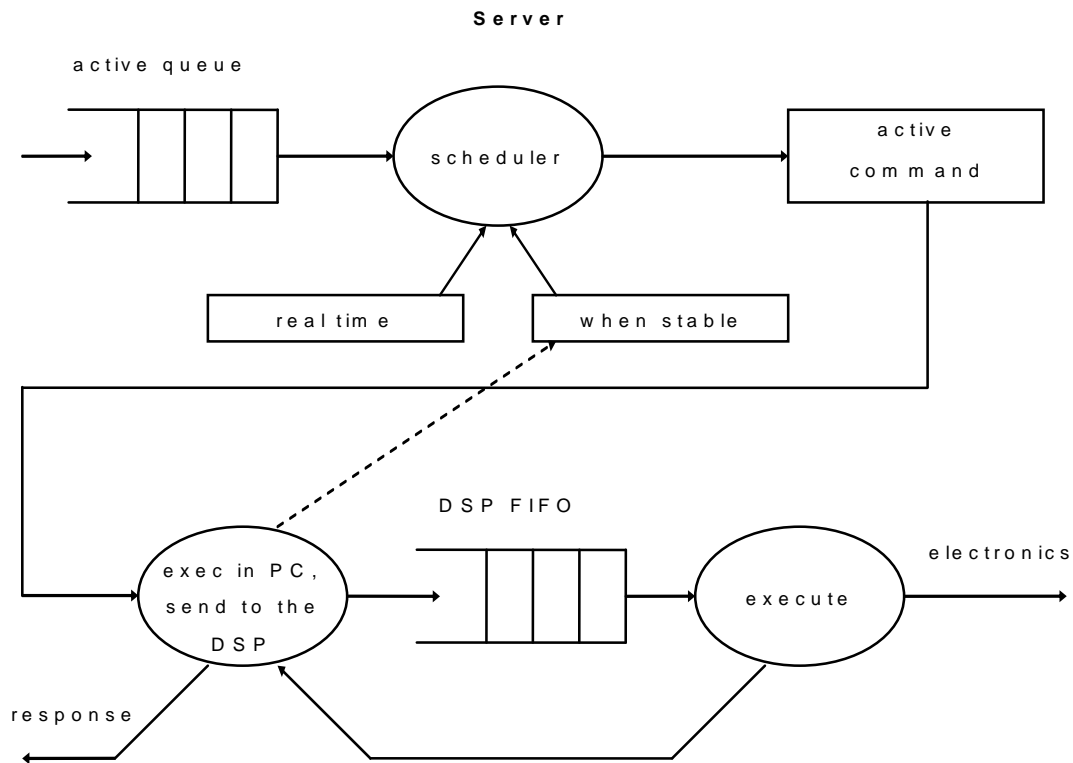 Server
active queue
scheduler
active
command
real time
when stable
DSP FIFO
electronics
exec in PC,
send to the
DSP
execute
response